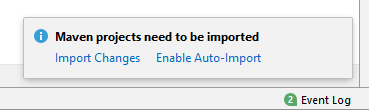 Maven projects need to be imported
Import Changes Enable Auto-Import
2 Event Log